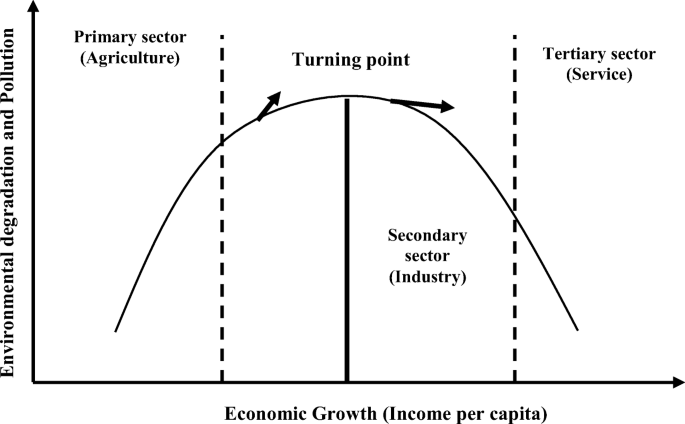 Environmental degradation and Pollution
Primary sector
(Agriculture)
Turning point
Tertiary sector
(Service)
Secondary
sector
(Industry)
Economic Growth (Income per capita)